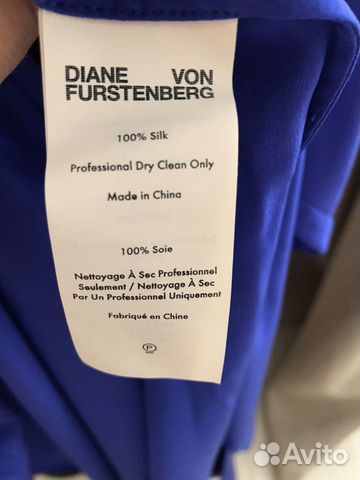 DIANE VON
FURSTENBERG
100% Silk
Professional Dry Clean Only
Made in China
100% Soie
Nettoyage À Sec Professionnel
Seulement / Nettoyage À Sec
Par Un Professionnel Uniquement
Fabriqué en Chine
P
Avito